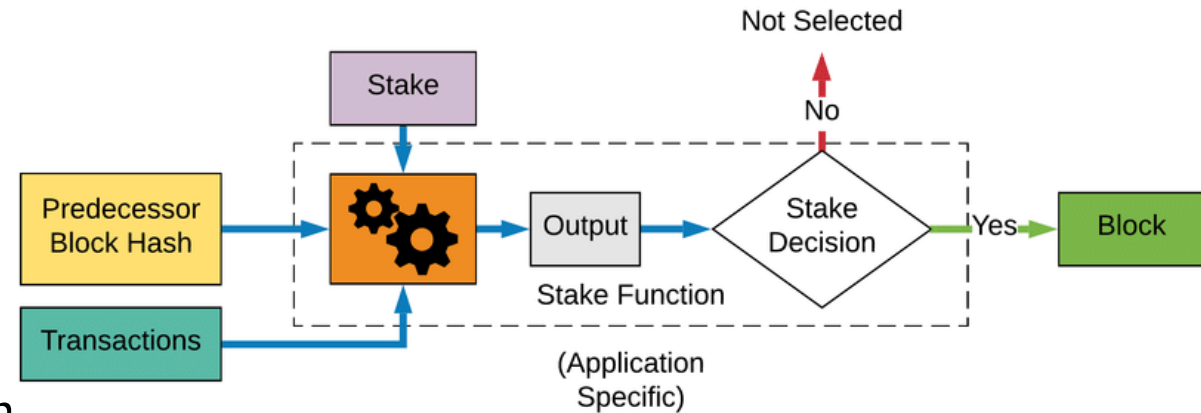 Not Selected
Stake
No
Predecessor
Block Hash
Output
Stake
Decision
Yes
Block
Stake Function
Transactions
(Application
Specific)